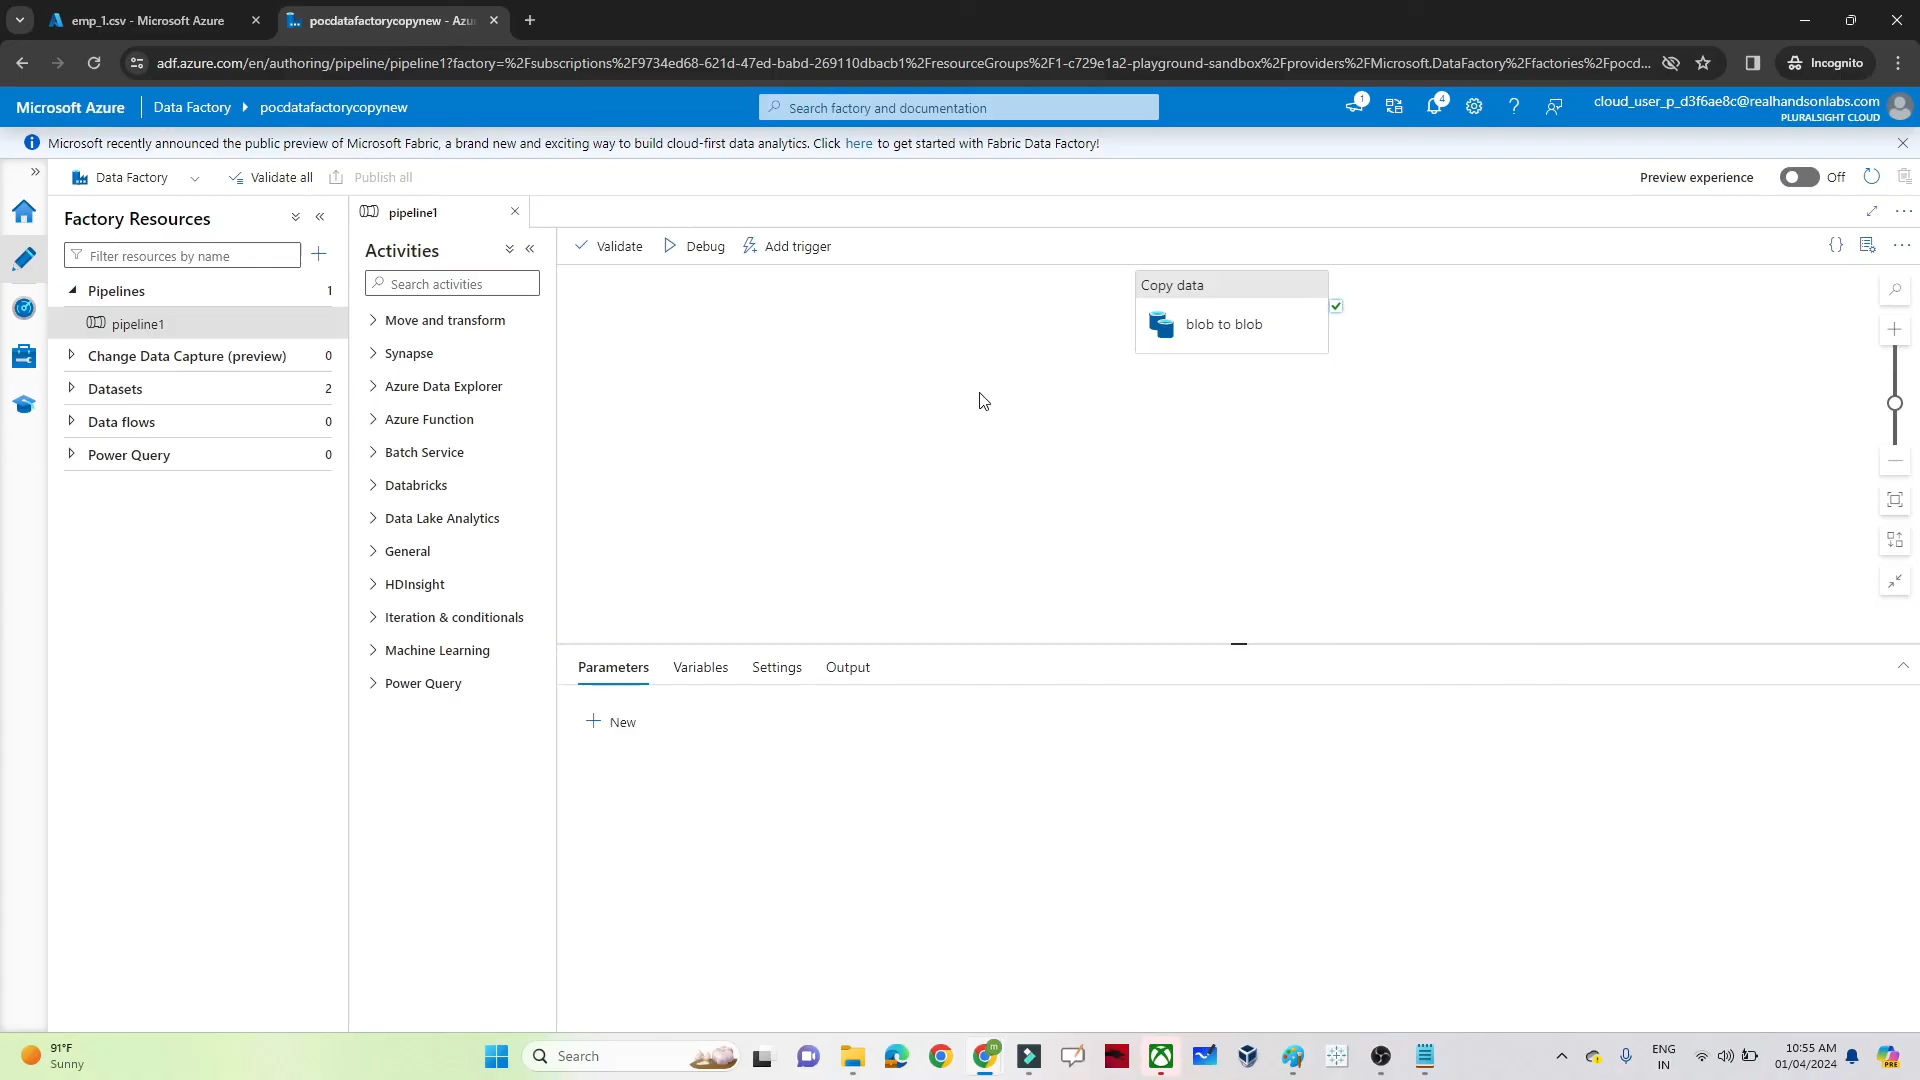 emp_1.csv - Microsoft Azure
pocdatafactorycopynew - Azu
adf.azure.com/en/authoring/pipeline/pipeline1?factory=%2Fsubscriptions%2F9734ed68-621d-47ed-babd-269110dbacb1%2FresourceGroups%2F1-c729e1a2-playground-sandbox%2Fproviders%2FMicrosoft.DataFactory%2Ffactories%2Fpocd...
Incognito
Microsoft Azure
Data Factory
pocdatafactorycopynew
Search factory and documentation
1
4
cloud_user_p_d3f6ae8c@realhandsonlabs.com
PLURALSIGHT CLOUD
Microsoft recently announced the public preview of Microsoft Fabric, a brand new and exciting way to build cloud-first data analytics. Click here to get started with Fabric Data Factory!
Data Factory
Validate all
Publish all
Preview experience
Off
Factory Resources
Filter resources by name
Pipelines 1
pipeline1
Change Data Capture (preview) 0
Datasets 2
Data flows 0
Power Query 0
pipeline1
Activities
Search activities
Move and transform
Synapse
Azure Data Explorer
Azure Function
Batch Service
Databricks
Data Lake Analytics
General
HDInsight
Iteration & conditionals
Machine Learning
Power Query
Validate
Debug
Add trigger
Copy data
blob to blob
Parameters
Variables
Settings
Output
New
91°F
Sunny
Search
m
ENG
IN
10:55 AM
01/04/2024
PRE